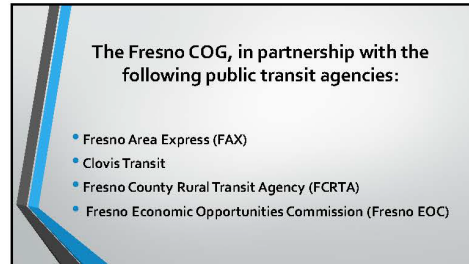 The Fresno COG, in partnership with the
following public transit agencies:
• Fresno Area Express (FAX)
• Clovis Transit
• Fresno County Rural Transit Agency (FCRTA)
• Fresno Economic Opportunities Commission (Fresno EOC)